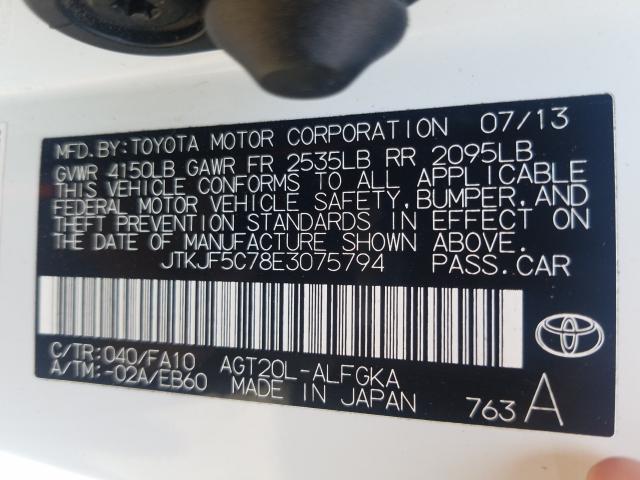 MFD.BY:TOYOTA MOTOR CORPORATION 07/13
GVWR 4150LB GAWR FR 2535LB RR 2095LB
THIS VEHICLE CONFORMS TO ALL APPLICABLE
FEDERAL MOTOR VEHICLE SAFETY,BUMPER,AND
THEFT PREVENTION STANDARDS IN EFFECT ON
THE DATE OF MANUFACTURE SHOWN ABOVE.
JTKJF5C78E3075794 PASS.CAR
C/TR:040/FA10 AGT20L-ALFGKA
A/TM:-02A/EB60 MADE IN JAPAN 763 A